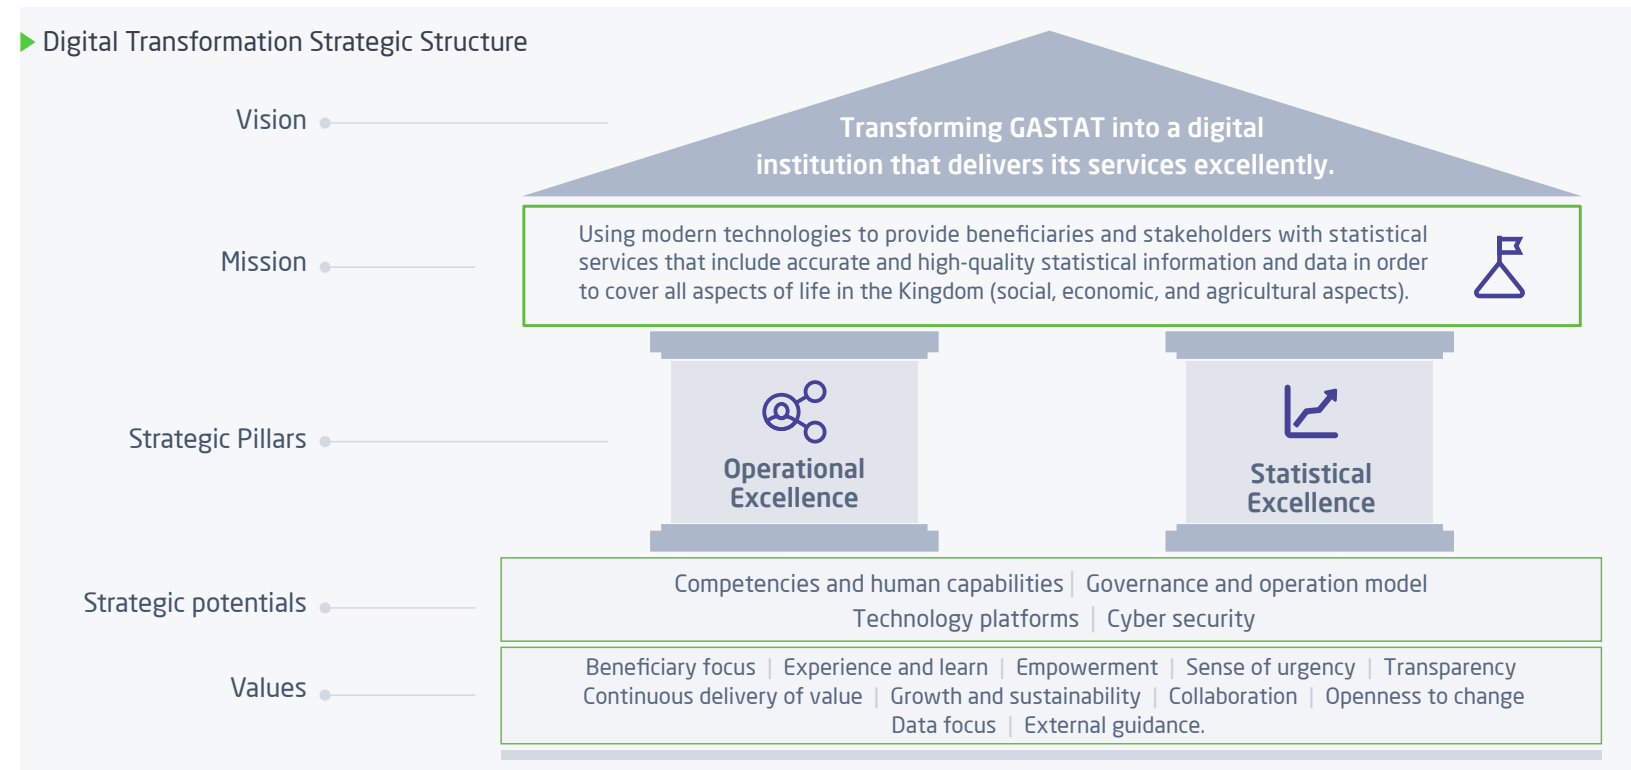 Digital Transformation Strategic Structure
Vision
Transforming GASTAT into a digital
institution that delivers its services excellently.
Mission
Using modern technologies to provide beneficiaries and stakeholders with statistical
services that include accurate and high-quality statistical information and data in order
to cover all aspects of life in the Kingdom (social, economic, and agricultural aspects).
Strategic Pillars
Operational
Excellence
Statistical
Excellence
Strategic potentials
Competencies and human capabilities | Governance and operation model
Technology platforms | Cyber security
Values
Beneficiary focus | Experience and learn | Empowerment | Sense of urgency | Transparency
Continuous delivery of value | Growth and sustainability | Collaboration | Openness to change
Data focus | External guidance.